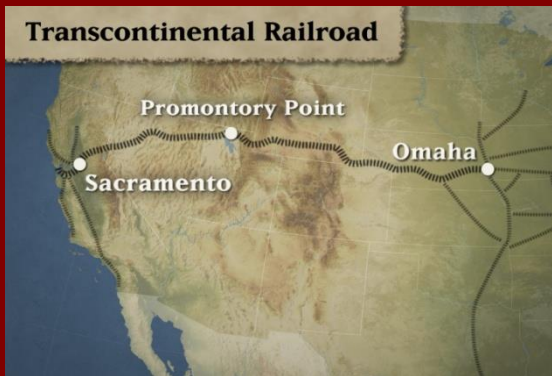 Transcontinental Railroad
Promontory Point
Omaha
Sacramento